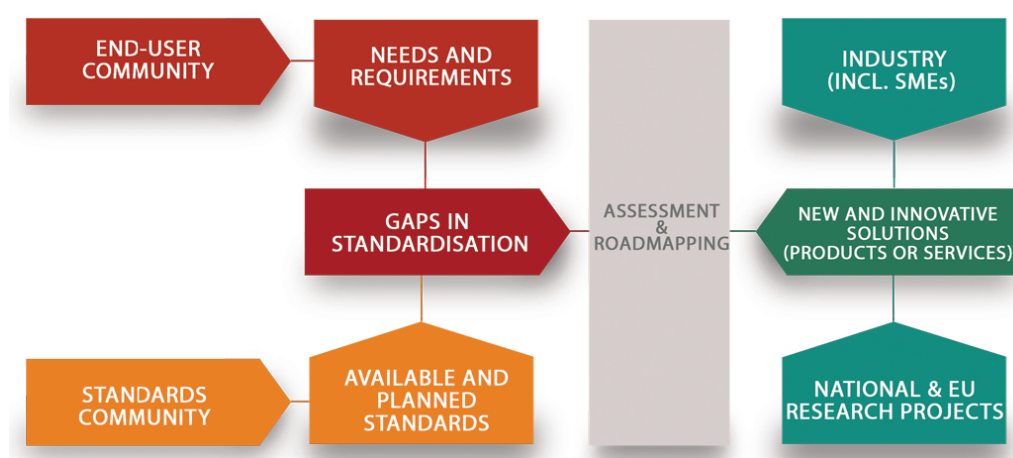 END-USER
COMMUNITY
NEEDS AND
REQUIREMENTS
INDUSTRY
(INCL. SMEs)
GAPS IN
STANDARDISATION
ASSESSMENT
&
ROADMAPPING
NEW AND INNOVATIVE
SOLUTIONS
(PRODUCTS OR SERVICES)
STANDARDS
COMMUNITY
AVAILABLE AND
PLANNED
STANDARDS
NATIONAL & EU
RESEARCH PROJECTS